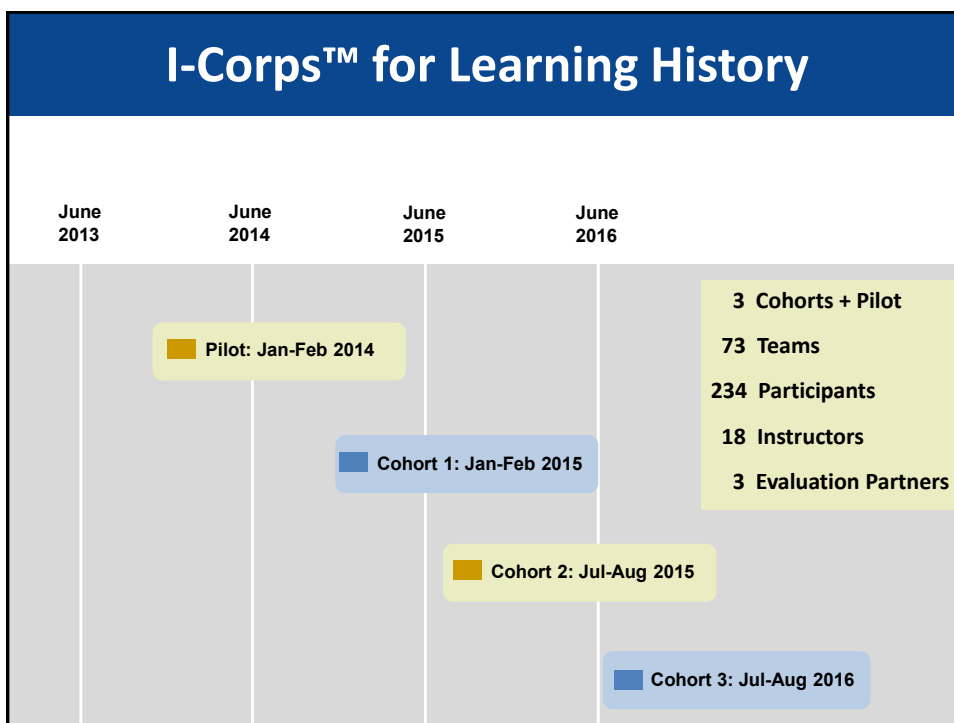 I-Corps™ for Learning History
June
2013
June
2014
June
2015
June
2016
3 Cohorts + Pilot
73 Teams
234 Participants
18 Instructors
3 Evaluation Partners
Pilot: Jan-Feb 2014
Cohort 1: Jan-Feb 2015
Cohort 2: Jul-Aug 2015
Cohort 3: Jul-Aug 2016